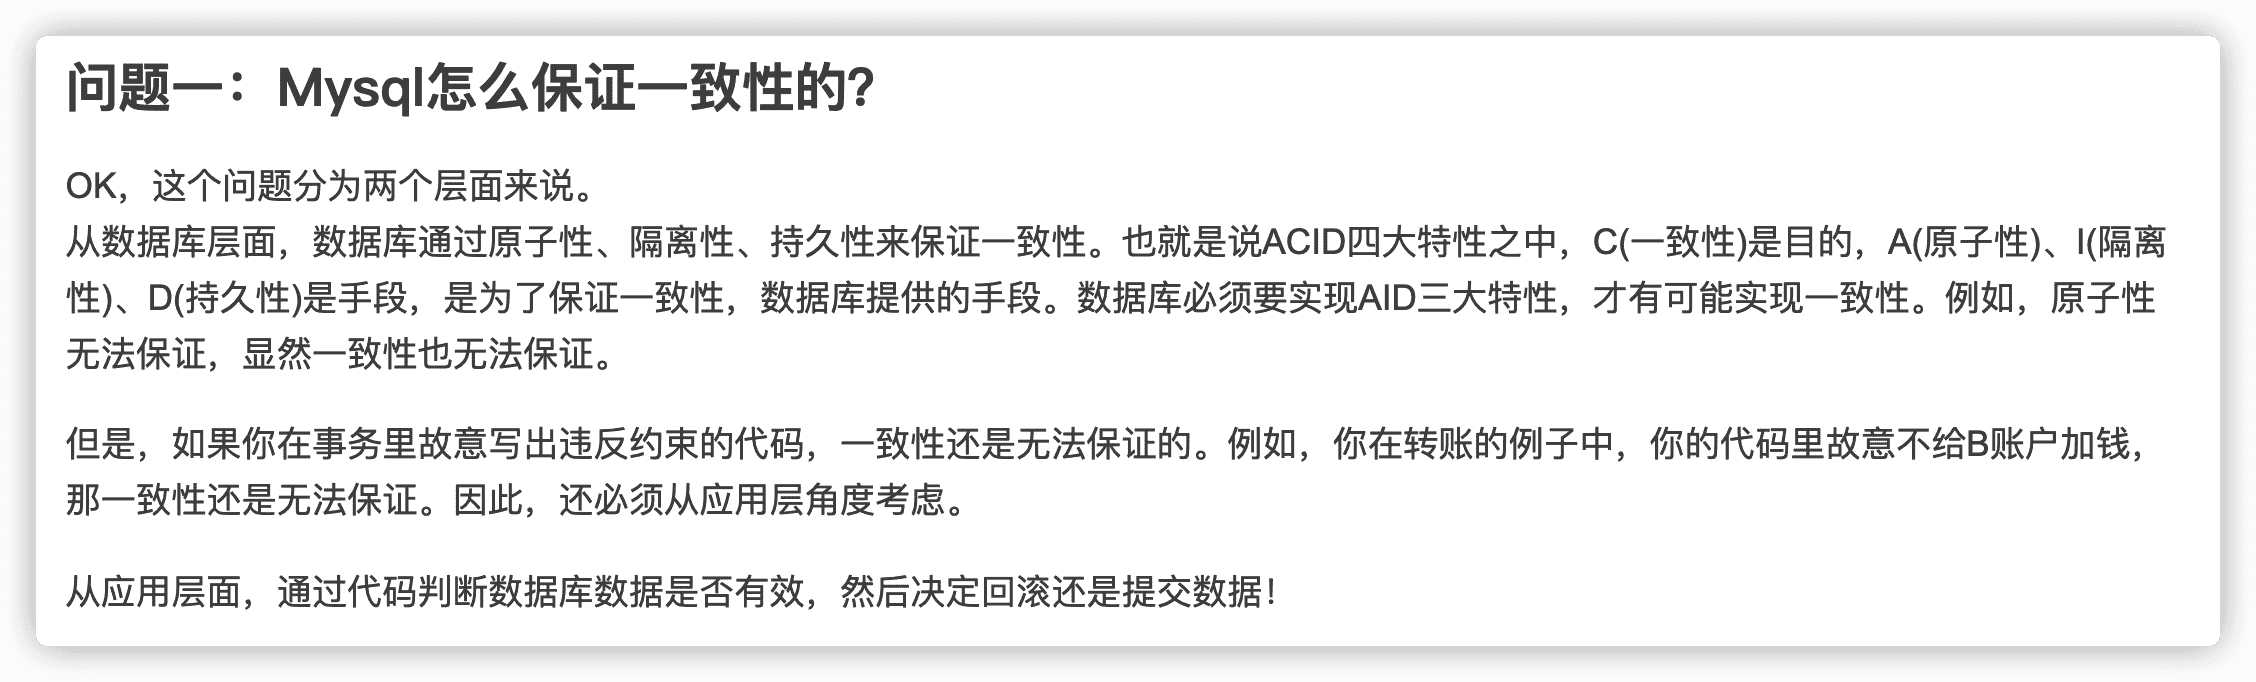 问题一：Mysql怎么保证一致性的?
OK，这个问题分为两个层面来说。
从数据库层面，数据库通过原子性、隔离性、持久性来保证一致性。也就是说ACID四大特性之中，C(一致性)是目的，A(原子性)、I(隔离
性)、D(持久性)是手段，是为了保证一致性，数据库提供的手段。数据库必须要实现AID三大特性，才有可能实现一致性。例如，原子性
无法保证，显然一致性也无法保证。
但是，如果你在事务里故意写出违反约束的代码，一致性还是无法保证的。例如，你在转账的例子中，你的代码里故意不给B账户加钱，
那一致性还是无法保证。因此，还必须从应用层角度考虑。
从应用层面，通过代码判断数据库数据是否有效，然后决定回滚还是提交数据！